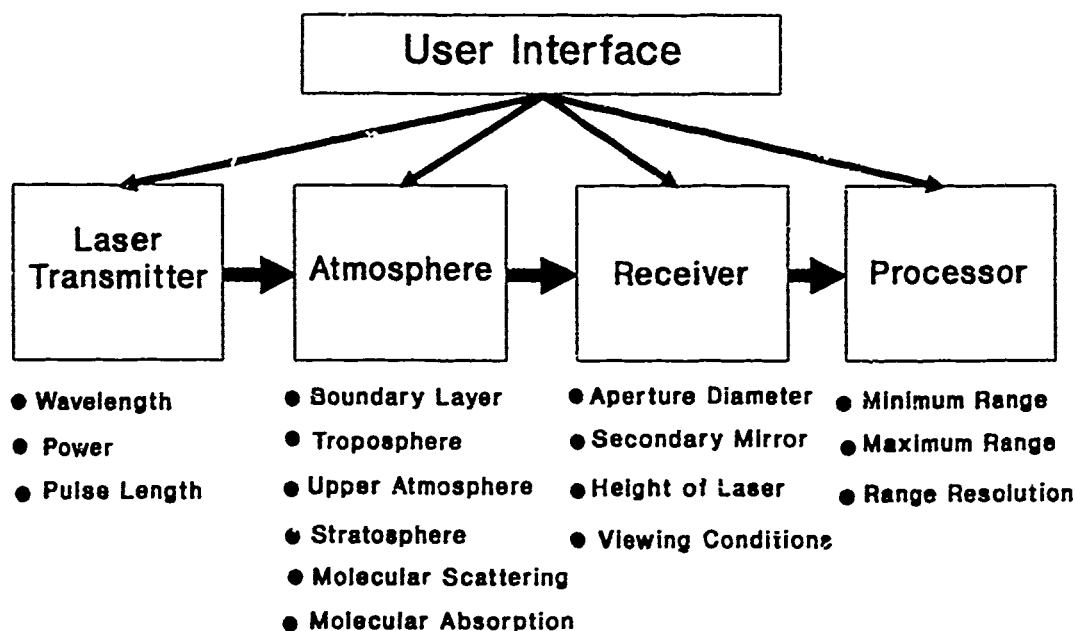 User Interface
Laser
Transmitter
Atmosphere
Receiver
Processor
● Wavelength
● Power
● Pulse Length
● Boundary Layer
● Troposphere
● Upper Atmosphere
● Stratosphere
● Molecular Scattering
● Molecular Absorption
● Aperture Diameter
● Secondary Mirror
● Height of Laser
● Viewing Conditions
● Minimum Range
● Maximum Range
● Range Resolution